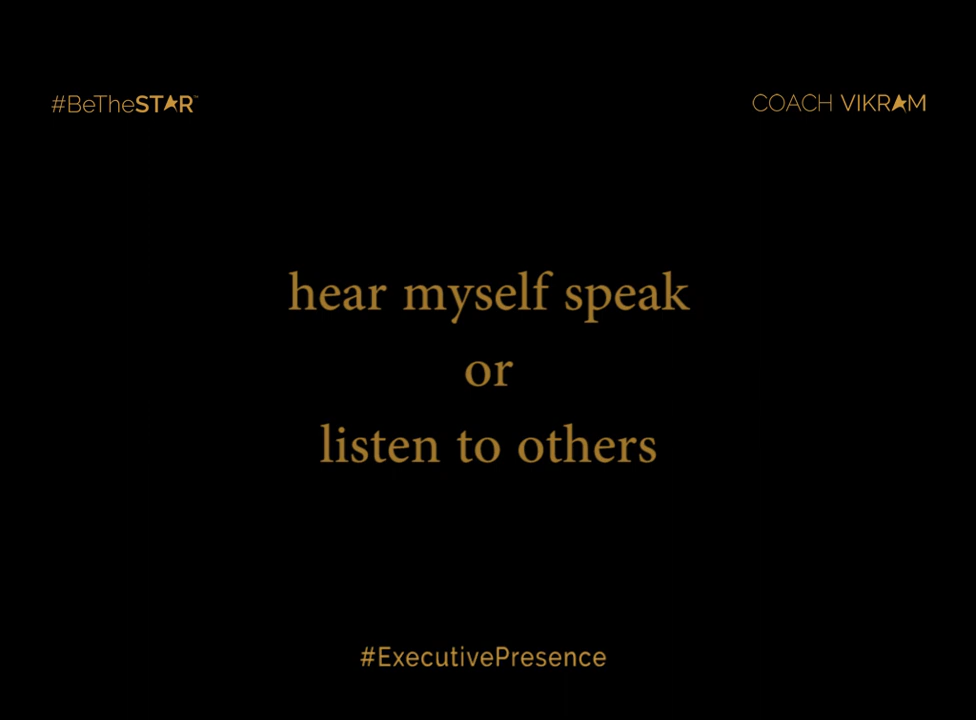 #BeTheSTAR™
COACH VIKRAM
hear myself speak
or
listen to others
#ExecutivePresence